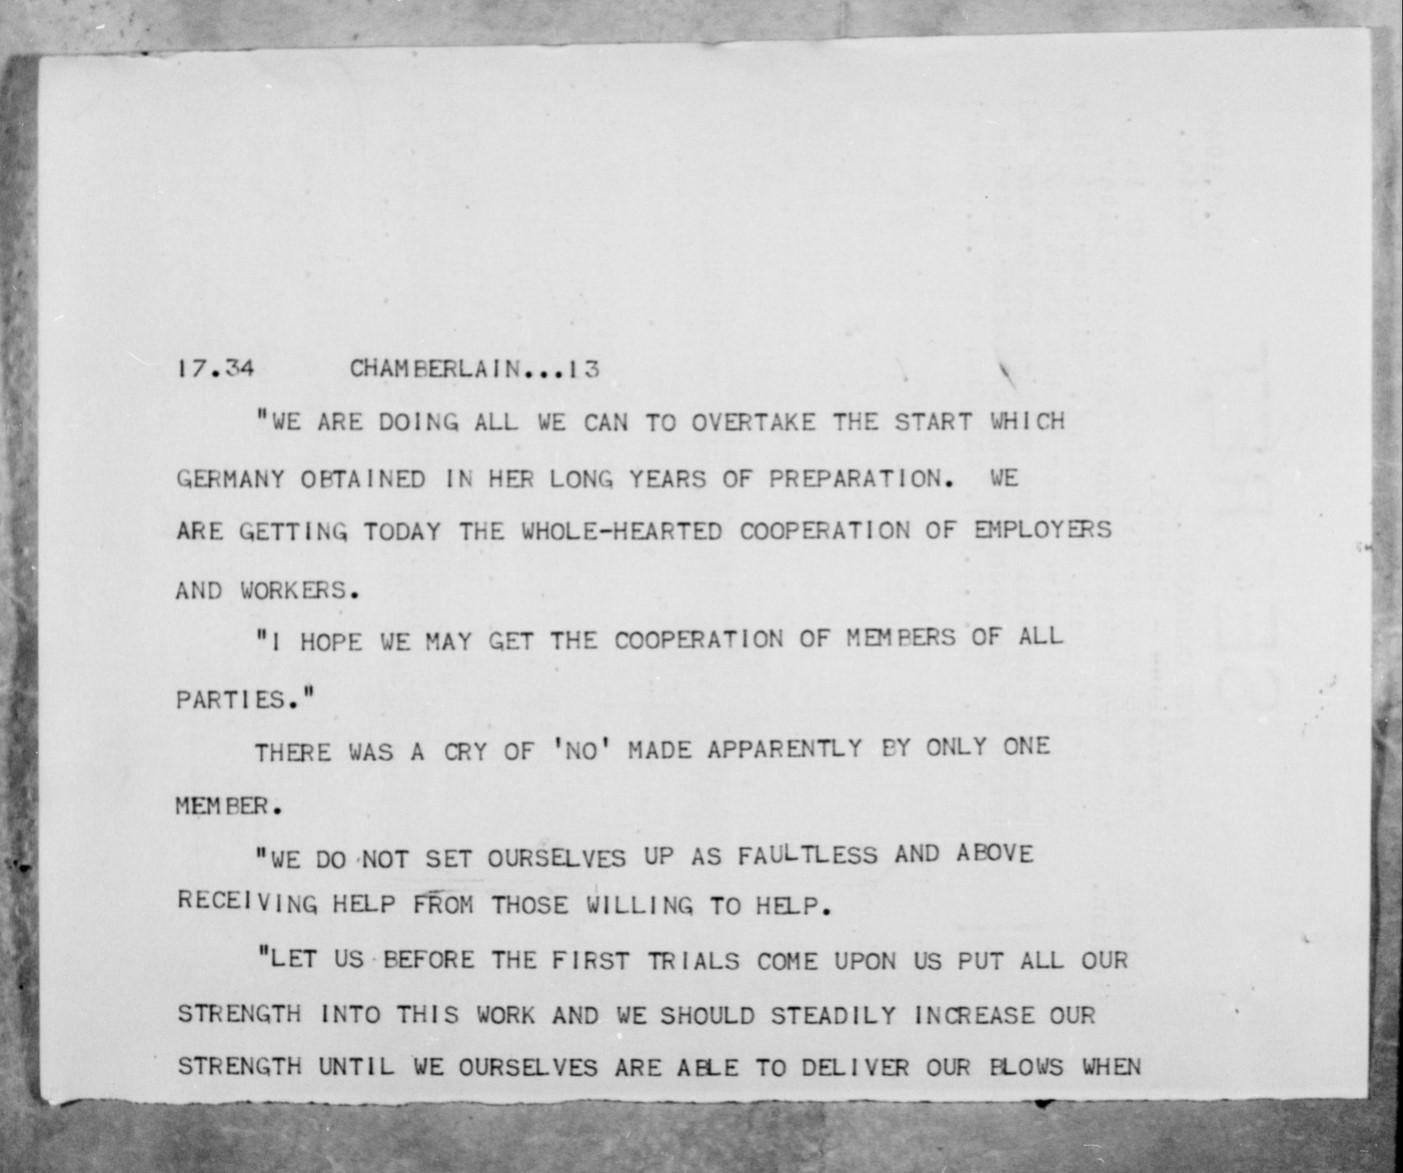 17.34 CHAMBERLAIN...13
"WE ARE DOING ALL WE CAN TO OVERTAKE THE START WHICH
GERMANY OBTAINED IN HER LONG YEARS OF PREPARATION. WE
ARE GETTING TODAY THE WHOLE-HEARTED COOPERATION OF EMPLOYERS
AND WORKERS.
"I HOPE WE MAY GET THE COOPERATION OF MEMBERS OF ALL
PARTIES."
THERE WAS A CRY OF 'NO' MADE APPARENTLY BY ONLY ONE
MEMBER.
"WE DO NOT SET OURSELVES UP AS FAULTLESS AND ABOVE
RECEIVING HELP FROM THOSE WILLING TO HELP.
"LET US BEFORE THE FIRST TRIALS COME UPON US PUT ALL OUR
STRENGTH INTO THIS WORK AND WE SHOULD STEADILY INCREASE OUR
STRENGTH UNTIL WE OURSELVES ARE ABLE TO DELIVER OUR BLOWS WHEN